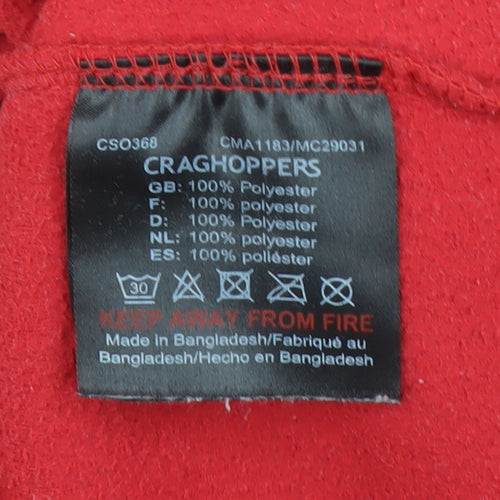 CSO368 CMA1183/MC29031
CRAGHOPPERS
GB: 100% Polyester
F: 100% Polyester
D: 100% Polyester
NL: 100% polyester
ES: 100% poliéster
30
KEEP AWAY FROM FIRE
Made in Bangladesh/Fabriqué au
Bangladesh/Hecho en Bangladesh